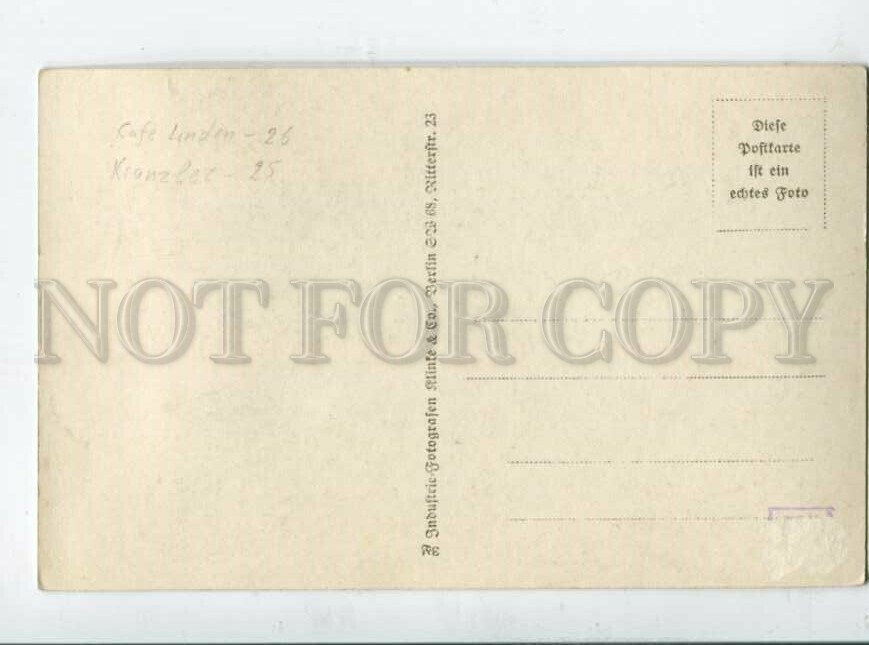 Cafe Linden - 26
Kranzler - 25
Industrie-Fotografen Klinke & Co., Berlin SW 68, Ritterstr. 23
Diese
Postkarte
ist ein
echtes Foto
NOT FOR COPY